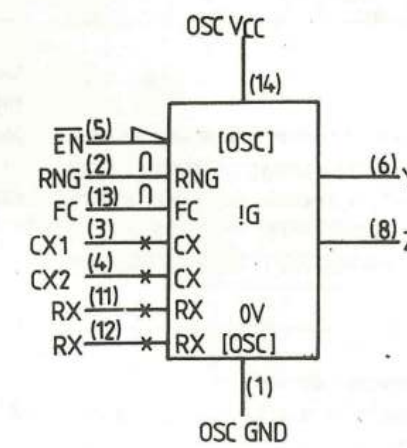 OSC VCC
(14)
EN (5) [OSC]
RNG (2) ∩ RNG (6) Y
FC (13) ∩ FC !G
CX1 (3) CX (8) Z
CX2 (4) CX
RX (11) RX 0V
RX (12) RX [OSC]
(1)
OSC GND